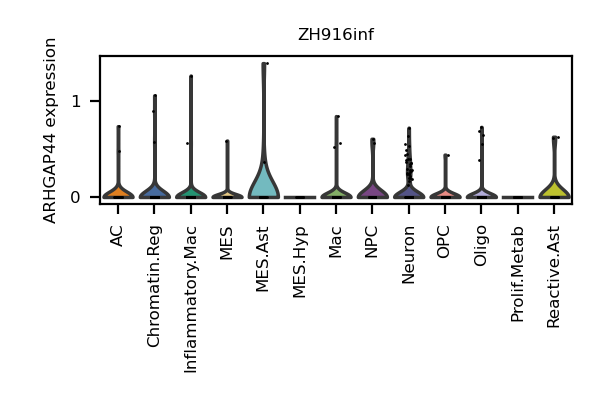 ZH916inf
ARHGAP44 expression
1
0
AC
Chromatin.Reg
Inflammatory.Mac
MES
MES.Ast
MES.Hyp
Mac
NPC
Neuron
OPC
Oligo
Prolif.Metab
Reactive.Ast